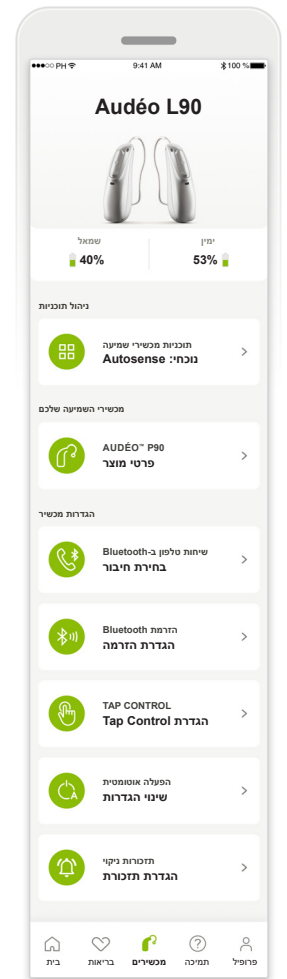 PH 9:41 AM 100 %
Audéo L90
שמאל ימין
40% 53%
ניהול תוכניות
תוכניות מכשירי שמיעה
נוכחי: Autosense
מכשירי השמיעה שלכם
AUDÉO™ P90
פרטי מוצר
הגדרות מכשיר
שיחות טלפון ב-Bluetooth
בחירת חיבור
הזרמת Bluetooth
הגדרת הזרמה
TAP CONTROL
הגדרת Tap Control
הפעלה אוטומטית
שינוי הגדרות
תזכורות ניקוי
הגדרת תזכורת
בית בריאות מכשירים תמיכה פרופיל